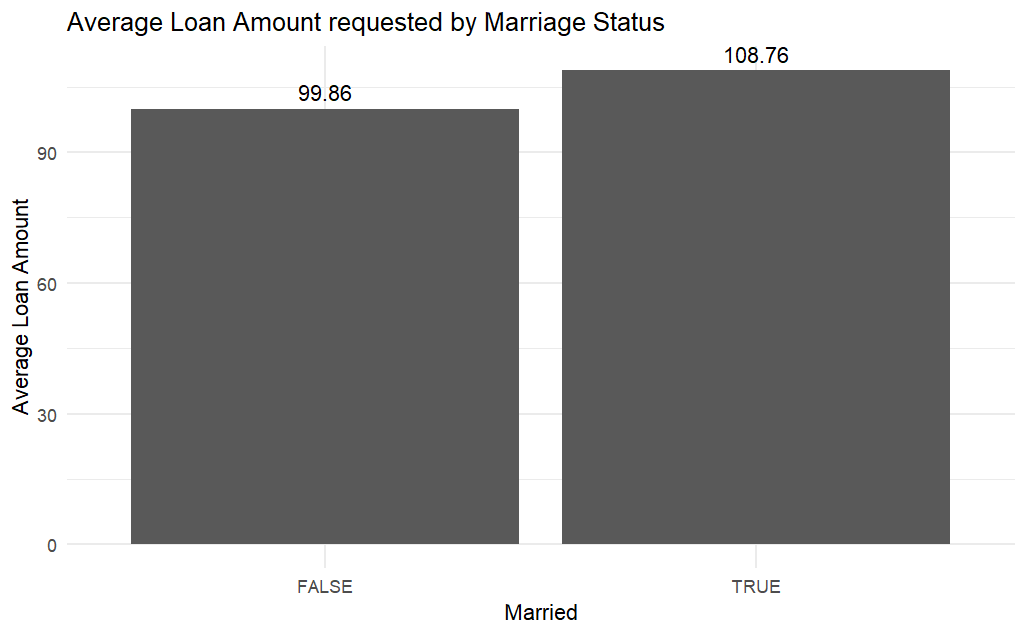 Average Loan Amount requested by Marriage Status
108.76
99.86
90
60
30
0
Average Loan Amount
FALSE
TRUE
Married